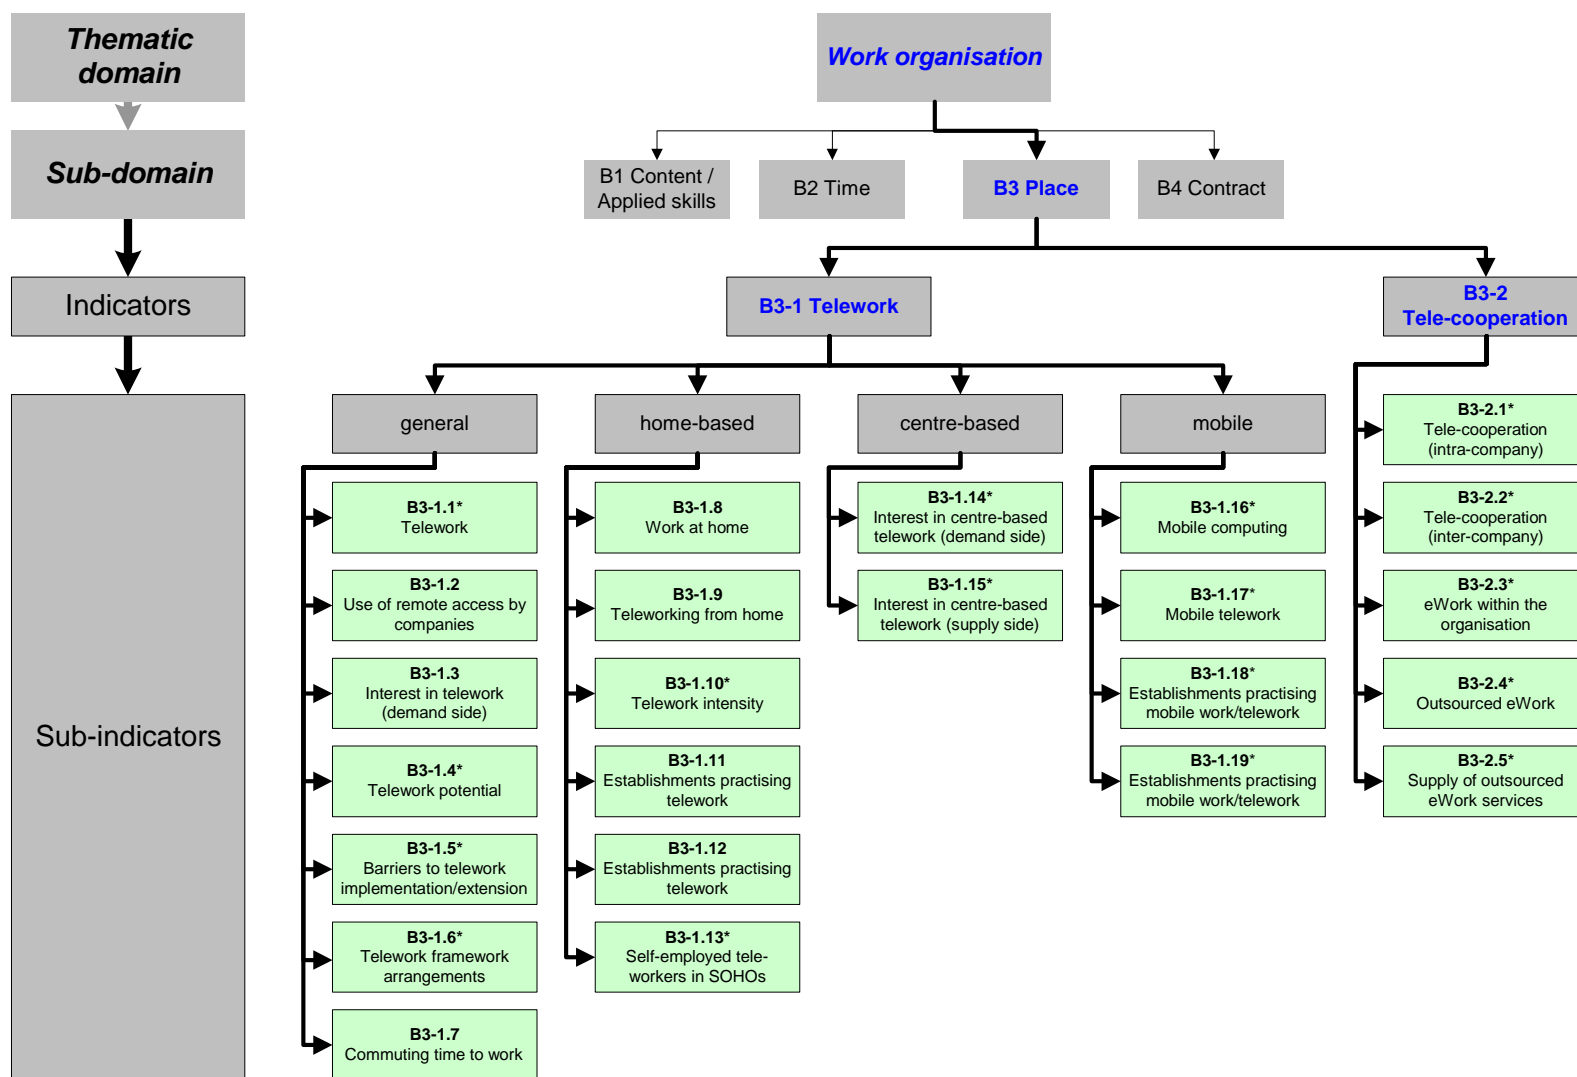 Thematic
domain
Work organisation
Sub-domain
B1 Content /
Applied skills
B2 Time
B3 Place
B4 Contract
Indicators
B3-1 Telework
B3-2
Tele-cooperation
Sub-indicators
general
B3-1.1*
Telework
B3-1.2
Use of remote access by
companies
B3-1.3
Interest in telework
(demand side)
B3-1.4*
Telework potential
B3-1.5*
Barriers to telework
implementation/extension
B3-1.6*
Telework framework
arrangements
B3-1.7
Commuting time to work
home-based
B3-1.8
Work at home
B3-1.9
Teleworking from home
B3-1.10*
Telework intensity
B3-1.11
Establishments practising
telework
B3-1.12
Establishments practising
telework
B3-1.13*
Self-employed tele-
workers in SOHOs
centre-based
B3-1.14*
Interest in centre-based
telework (demand side)
B3-1.15*
Interest in centre-based
telework (supply side)
mobile
B3-1.16*
Mobile computing
B3-1.17*
Mobile telework
B3-1.18*
Establishments practising
mobile work/telework
B3-1.19*
Establishments practising
mobile work/telework
B3-2.1*
Tele-cooperation
(intra-company)
B3-2.2*
Tele-cooperation
(inter-company)
B3-2.3*
eWork within the
organisation
B3-2.4*
Outsourced eWork
B3-2.5*
Supply of outsourced
eWork services